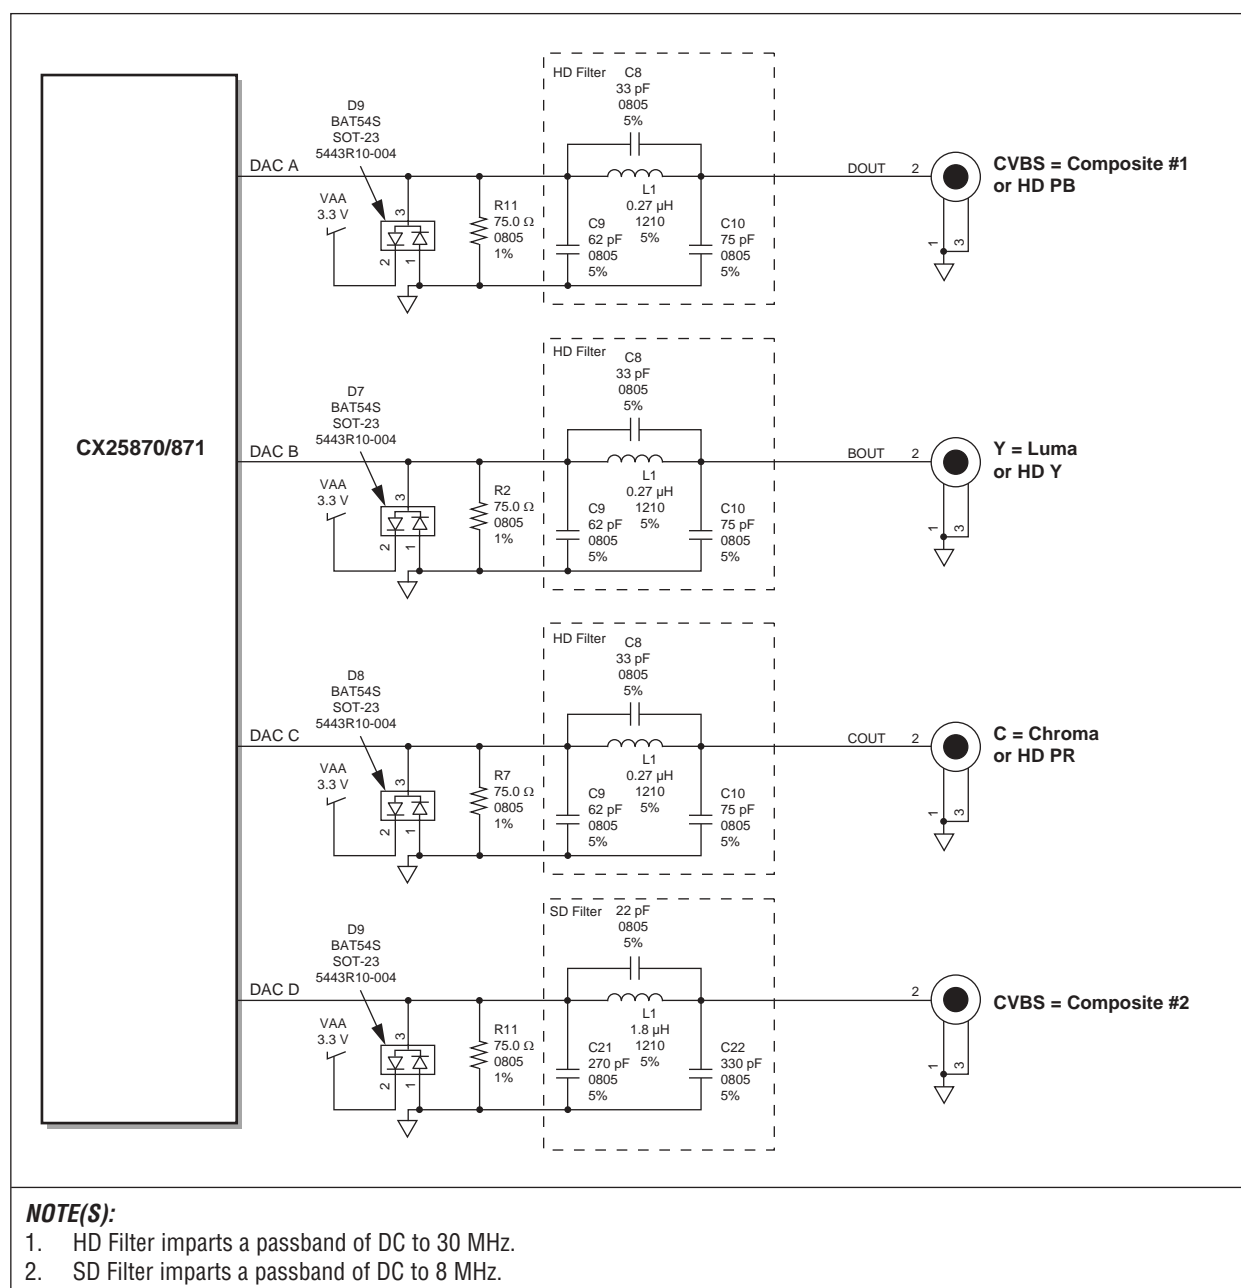 CX25870/871
DAC A
D9
BAT54S
SOT-23
5443R10-004
VAA
3.3 V
3
2
1
R11
75.0 Ω
0805
1%
HD Filter
C8
33 pF
0805
5%
L1
0.27 µH
1210
5%
C9
62 pF
0805
5%
C10
75 pF
0805
5%
DOUT
2
1
3
CVBS = Composite #1
or HD PB
DAC B
D7
BAT54S
SOT-23
5443R10-004
VAA
3.3 V
3
2
1
R2
75.0 Ω
0805
1%
HD Filter
C8
33 pF
0805
5%
L1
0.27 µH
1210
5%
C9
62 pF
0805
5%
C10
75 pF
0805
5%
BOUT
2
1
3
Y = Luma
or HD Y
DAC C
D8
BAT54S
SOT-23
5443R10-004
VAA
3.3 V
3
2
1
R7
75.0 Ω
0805
1%
HD Filter
C8
33 pF
0805
5%
L1
0.27 µH
1210
5%
C9
62 pF
0805
5%
C10
75 pF
0805
5%
COUT
2
1
3
C = Chroma
or HD PR
DAC D
D9
BAT54S
SOT-23
5443R10-004
VAA
3.3 V
3
2
1
R11
75.0 Ω
0805
1%
SD Filter
22 pF
0805
5%
L1
1.8 µH
1210
5%
C21
270 pF
0805
5%
C22
330 pF
0805
5%
2
1
3
CVBS = Composite #2
NOTE(S):
1. HD Filter imparts a passband of DC to 30 MHz.
2. SD Filter imparts a passband of DC to 8 MHz.